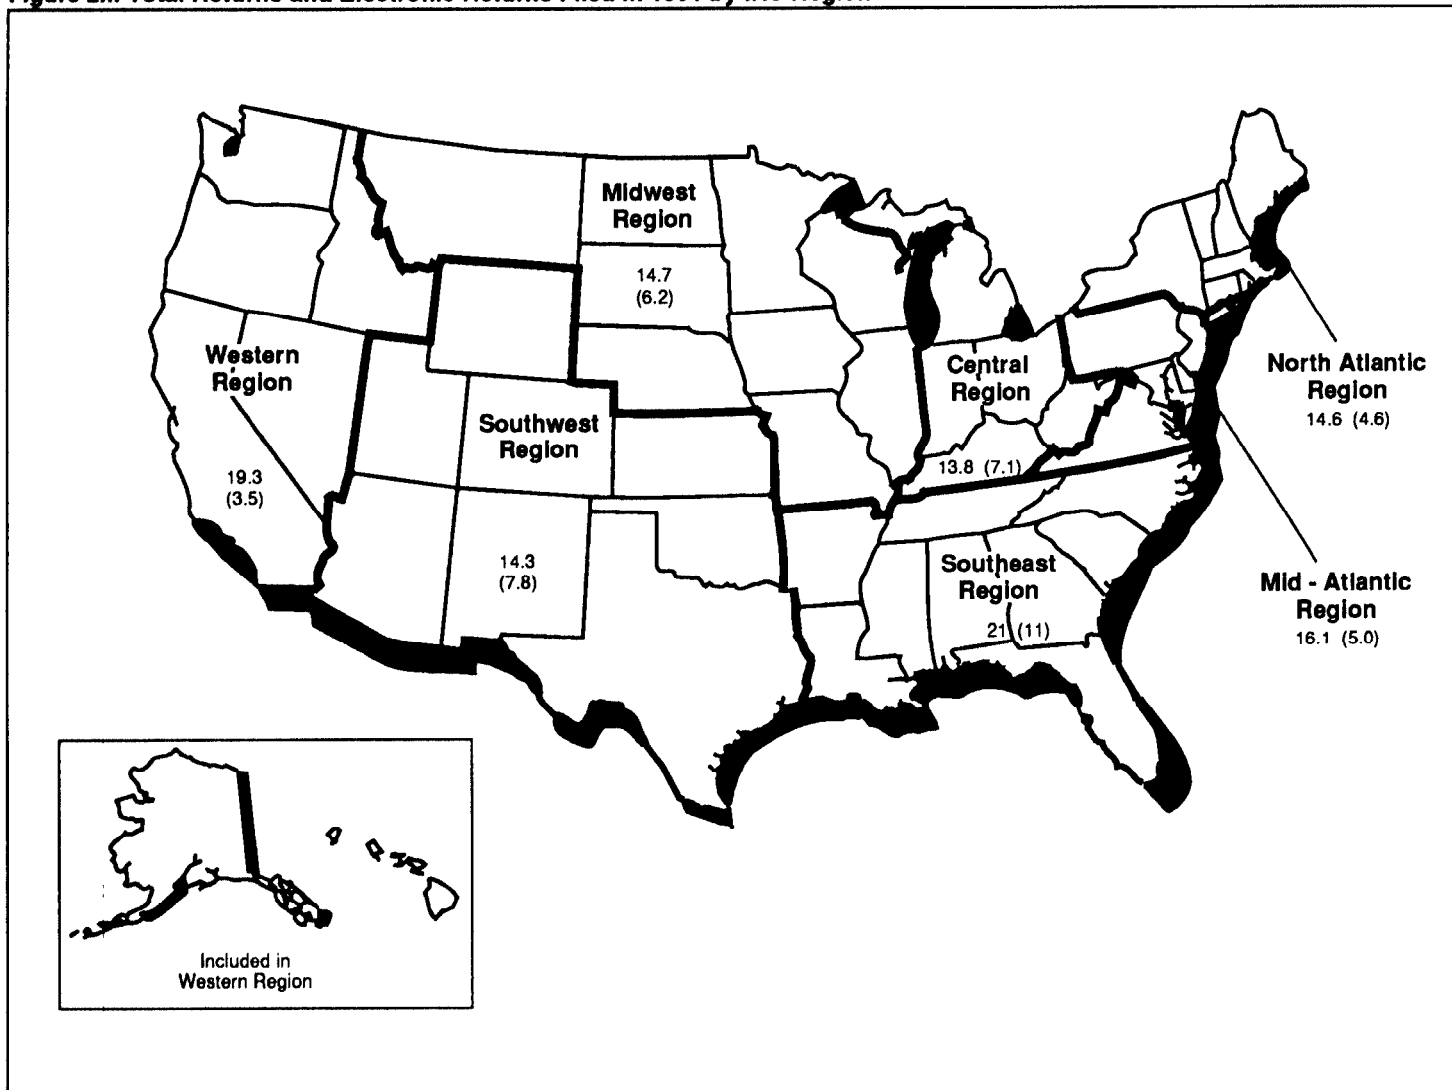 Midwest
Region
14.7
(6.2)
Western
Region
19.3
(3.5)
Southwest
Region
14.3
(7.8)
Central
Region
13.8 (7.1)
Southeast
Region
21 (11)
North Atlantic
Region
14.6 (4.6)
Mid - Atlantic
Region
16.1 (5.0)
Included in
Western Region